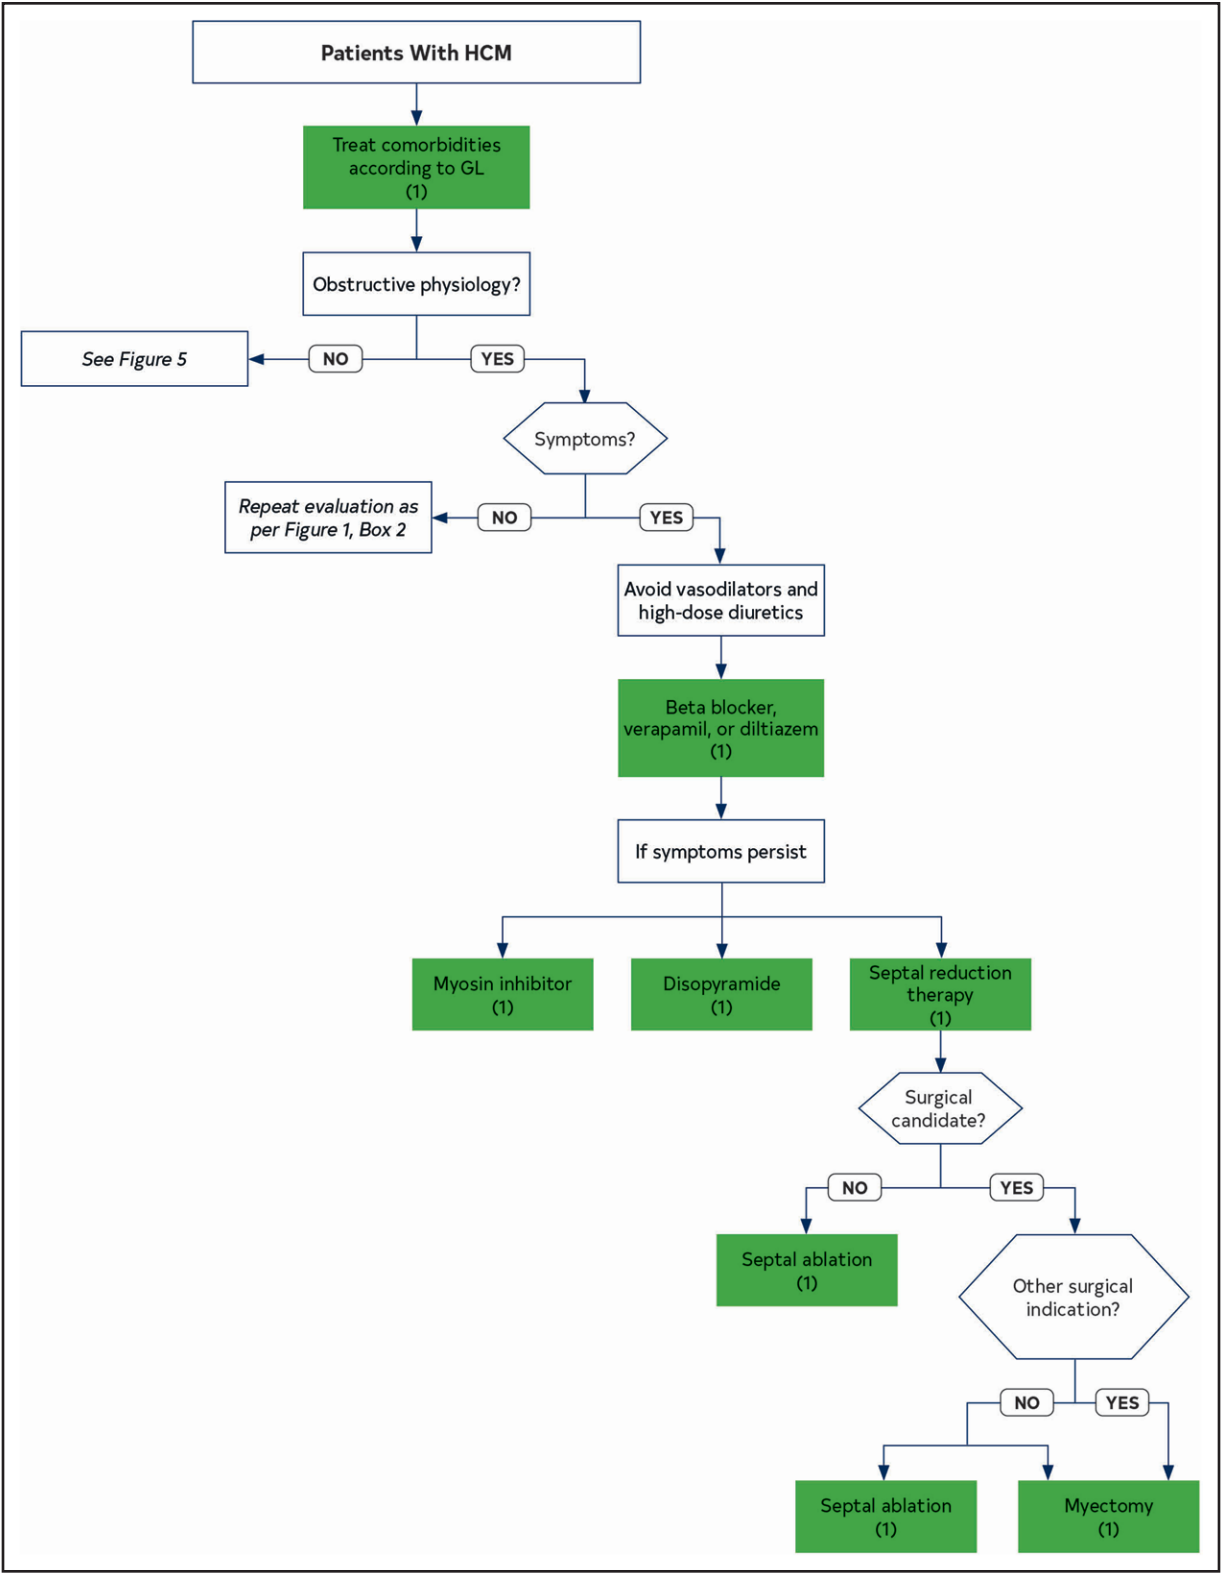 Patients With HCM
Treat comorbidities
according to GL
(1)
Obstructive physiology?
See Figure 5
NO
YES
Symptoms?
Repeat evaluation as
per Figure 1, Box 2
NO
YES
Avoid vasodilators and
high-dose diuretics
Beta blocker,
verapamil, or diltiazem
(1)
If symptoms persist
Myosin inhibitor
(1)
Disopyramide
(1)
Septal reduction
therapy
(1)
Surgical
candidate?
NO
YES
Septal ablation
(1)
Other surgical
indication?
NO
YES
Septal ablation
(1)
Myectomy
(1)